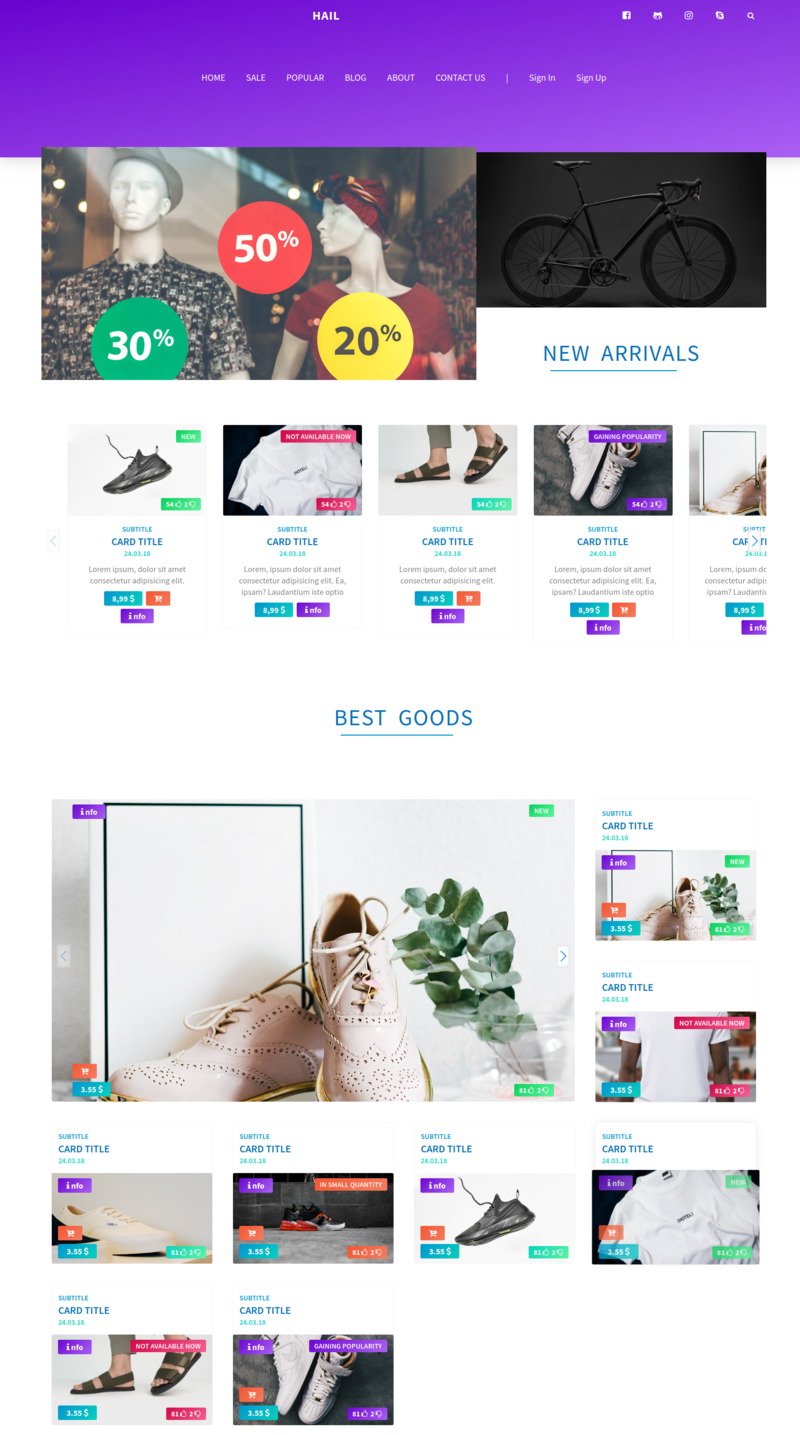 HAIL
HOME SALE POPULAR BLOG ABOUT CONTACT US | Sign In Sign Up
50%
30%
20%
NEW ARRIVALS
NEW
54 2
SUBTITLE
CARD TITLE
24.03.18
Lorem ipsum, dolor sit amet
consectetur adipisicing elit.
8,99 $
info
NOT AVAILABLE NOW
(NOTEL)
54 2
SUBTITLE
CARD TITLE
24.03.18
Lorem ipsum, dolor sit amet
consectetur adipisicing elit. Ea,
ipsam? Laudantium iste optio
8,99 $ info
54 2
SUBTITLE
CARD TITLE
24.03.18
Lorem ipsum, dolor sit amet
consectetur adipisicing elit.
8,99 $
info
GAINING POPULARITY
54 2
SUBTITLE
CARD TITLE
24.03.18
Lorem ipsum, dolor sit amet
consectetur adipisicing elit. Ea,
ipsam? Laudantium iste optio
8,99 $
info
Lorem, ipsum do
consectetur adipi
ipsam? Laudan
8,99 $
info
BEST GOODS
info NEW
3.55 $ 81 2
SUBTITLE
CARD TITLE
24.03.18
info NEW
3.55 $ 81 2
SUBTITLE
CARD TITLE
24.03.18
info NOT AVAILABLE NOW
3.55 $ 81 2
SUBTITLE
CARD TITLE
24.03.18
info
3.55 $ 81 2
SUBTITLE
CARD TITLE
24.03.18
info IN SMALL QUANTITY
3.55 $ 81 2
SUBTITLE
CARD TITLE
24.03.18
info
3.55 $ 81 2
SUBTITLE
CARD TITLE
24.03.18
info NEW
(NOTEL)
3.55 $ 81 2
SUBTITLE
CARD TITLE
24.03.18
info NOT AVAILABLE NOW
3.55 $ 81 2
SUBTITLE
CARD TITLE
24.03.18
info GAINING POPULARITY
3.55 $ 81 2